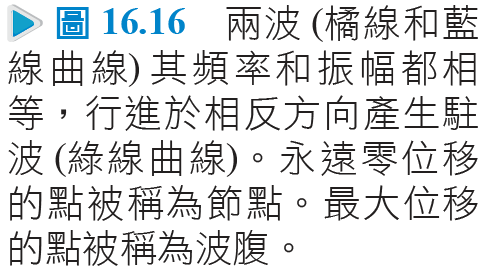 圖 16.16 兩波 (橘線和藍
線曲線) 其頻率和振幅都相
等，行進於相反方向產生駐
波 (綠線曲線)。永遠零位移
的點被稱為節點。最大位移
的點被稱為波腹。